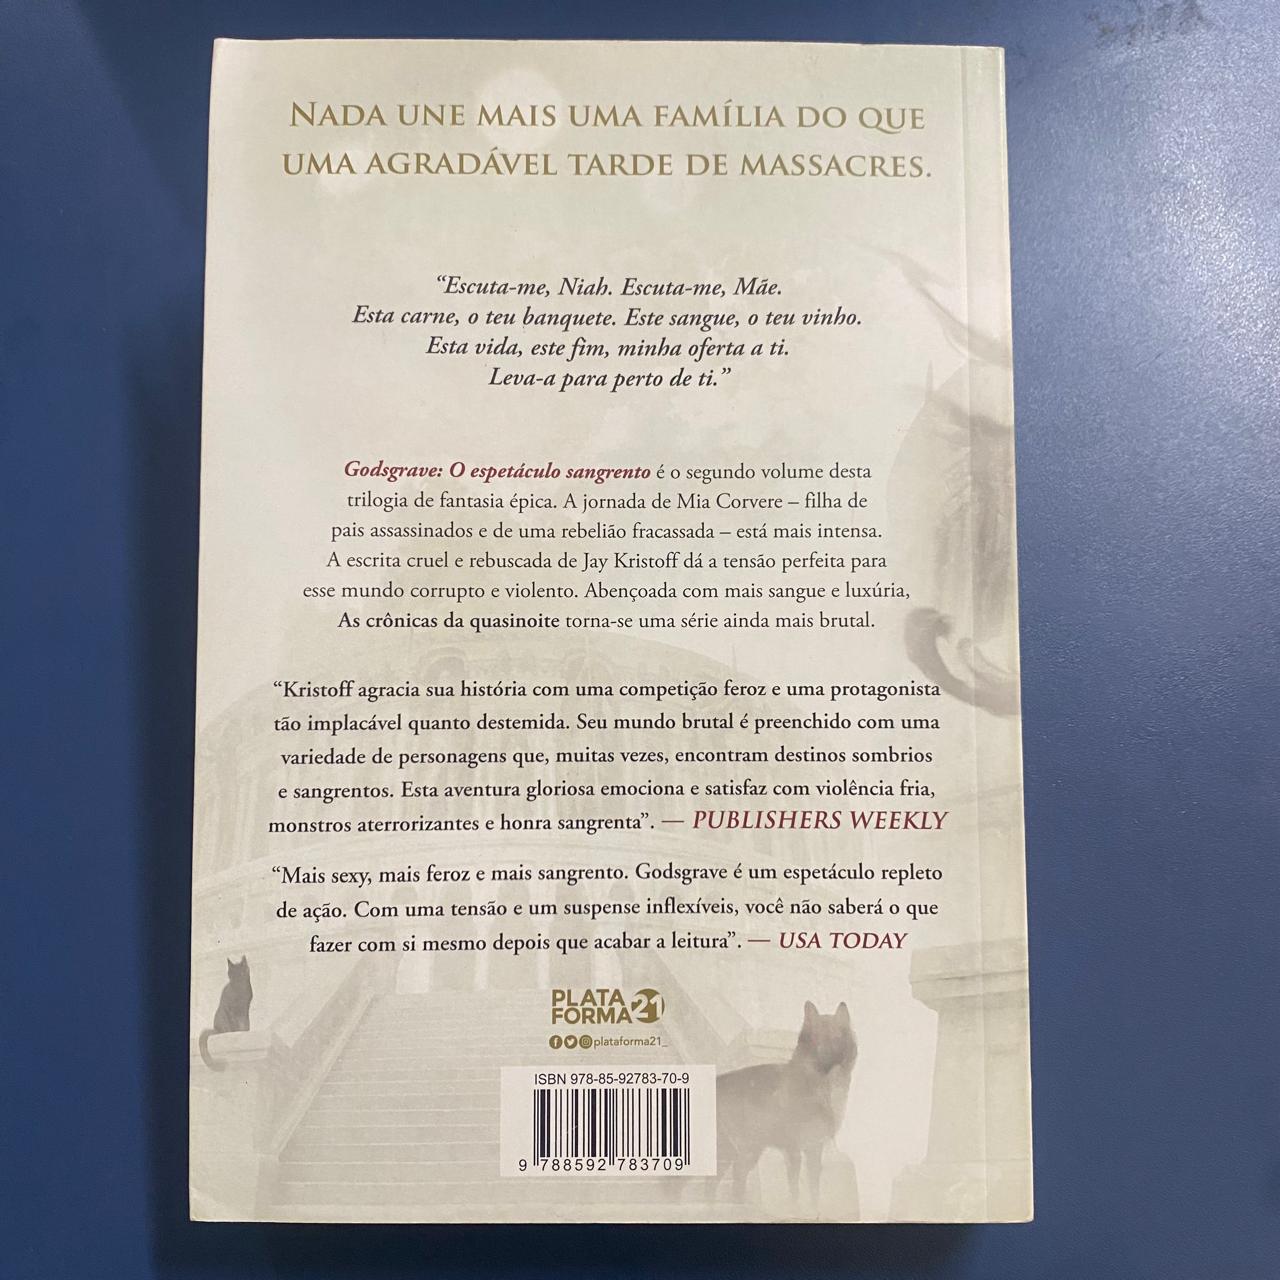 NADA UNE MAIS UMA FAMÍLIA DO QUE
UMA AGRADÁVEL TARDE DE MASSACRES.
“Escuta-me, Niah. Escuta-me, Mãe.
Esta carne, o teu banquete. Este sangue, o teu vinho.
Esta vida, este fim, minha oferta a ti.
Leva-a para perto de ti.”
Godsgrave: O espetáculo sangrento é o segundo volume desta
trilogia de fantasia épica. A jornada de Mia Corvere – filha de
pais assassinados e de uma rebelião fracassada – está mais intensa.
A escrita cruel e rebuscada de Jay Kristoff dá a tensão perfeita para
esse mundo corrupto e violento. Abençoada com mais sangue e luxúria,
As crônicas da quasinoite torna-se uma série ainda mais brutal.
“Kristoff agracia sua história com uma competição feroz e uma protagonista
tão implacável quanto destemida. Seu mundo brutal é preenchido com uma
variedade de personagens que, muitas vezes, encontram destinos sombrios
e sangrentos. Esta aventura gloriosa emociona e satisfaz com violência fria,
monstros aterrorizantes e honra sangrenta”. — PUBLISHERS WEEKLY
“Mais sexy, mais feroz e mais sangrento. Godsgrave é um espetáculo repleto
de ação. Com uma tensão e um suspense inflexíveis, você não saberá o que
fazer com si mesmo depois que acabar a leitura”. — USA TODAY
PLATA
FORMA 21
plataforma21_
ISBN 978-85-92783-70-9
9 788592 783709